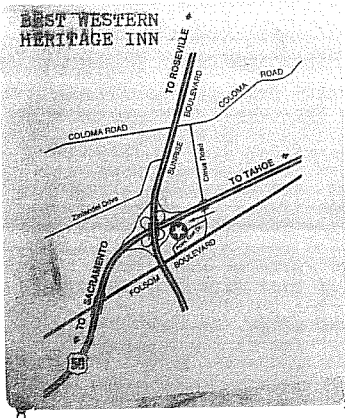 BEST WESTERN
HERITAGE INN
TO ROSEVILLE
BOULEVARD
SUNRISE
COLOMA ROAD
COLOMA ROAD
Zinfandel Drive
TO TAHOE
TO SACRAMENTO
FOLSOM BOULEVARD
50